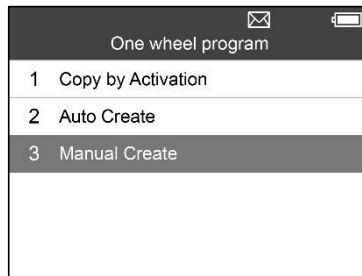 One wheel program
1 Copy by Activation
2 Auto Create
3 Manual Create